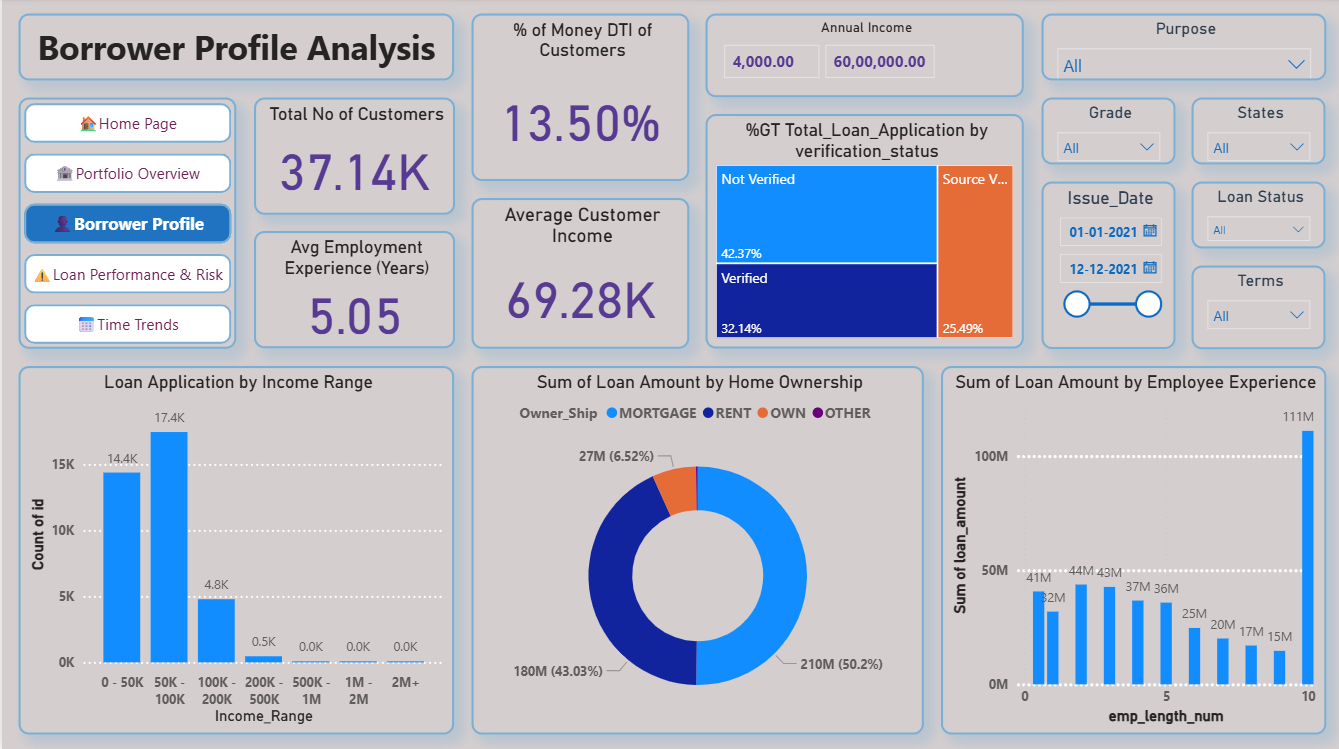 Borrower Profile Analysis
🏠Home Page
🏛Portfolio Overview
👤Borrower Profile
⚠Loan Performance & Risk
📅Time Trends
Total No of Customers
37.14K
Avg Employment
Experience (Years)
5.05
% of Money DTI of
Customers
13.50%
Average Customer
Income
69.28K
Annual Income
4,000.00
60,00,000.00
%GT Total_Loan_Application by
verification_status
Not Verified
42.37%
Verified
32.14%
Source V...
25.49%
Purpose
All
Grade
All
States
All
Issue_Date
01-01-2021
12-12-2021
Loan Status
All
Terms
All
Loan Application by Income Range
Count of id
15K
10K
5K
0K
14.4K
17.4K
4.8K
0.5K
0.0K
0.0K
0.0K
0 - 50K
50K -
100K
100K -
200K
200K -
500K
500K -
1M
1M -
2M
2M+
Income_Range
Sum of Loan Amount by Home Ownership
Owner_Ship MORTGAGE RENT OWN OTHER
27M (6.52%)
180M (43.03%)
210M (50.2%)
Sum of Loan Amount by Employee Experience
Sum of loan_amount
100M
50M
0M
41M
32M
44M
43M
37M
36M
25M
20M
17M
15M
111M
0
5
10
emp_length_num